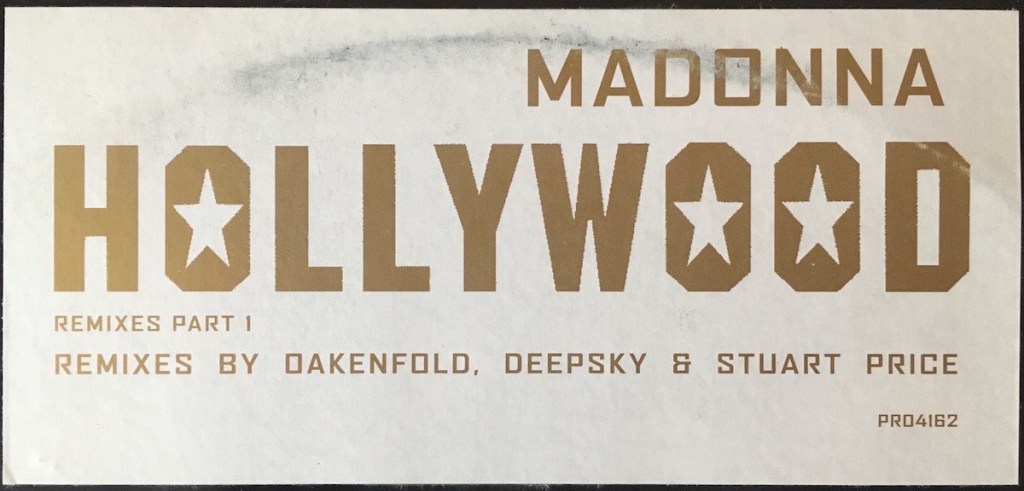 MADONNA
HOLLYWOOD
REMIXES PART 1
REMIXES BY OAKENFOLD, DEEPSKY & STUART PRICE
PRO4162